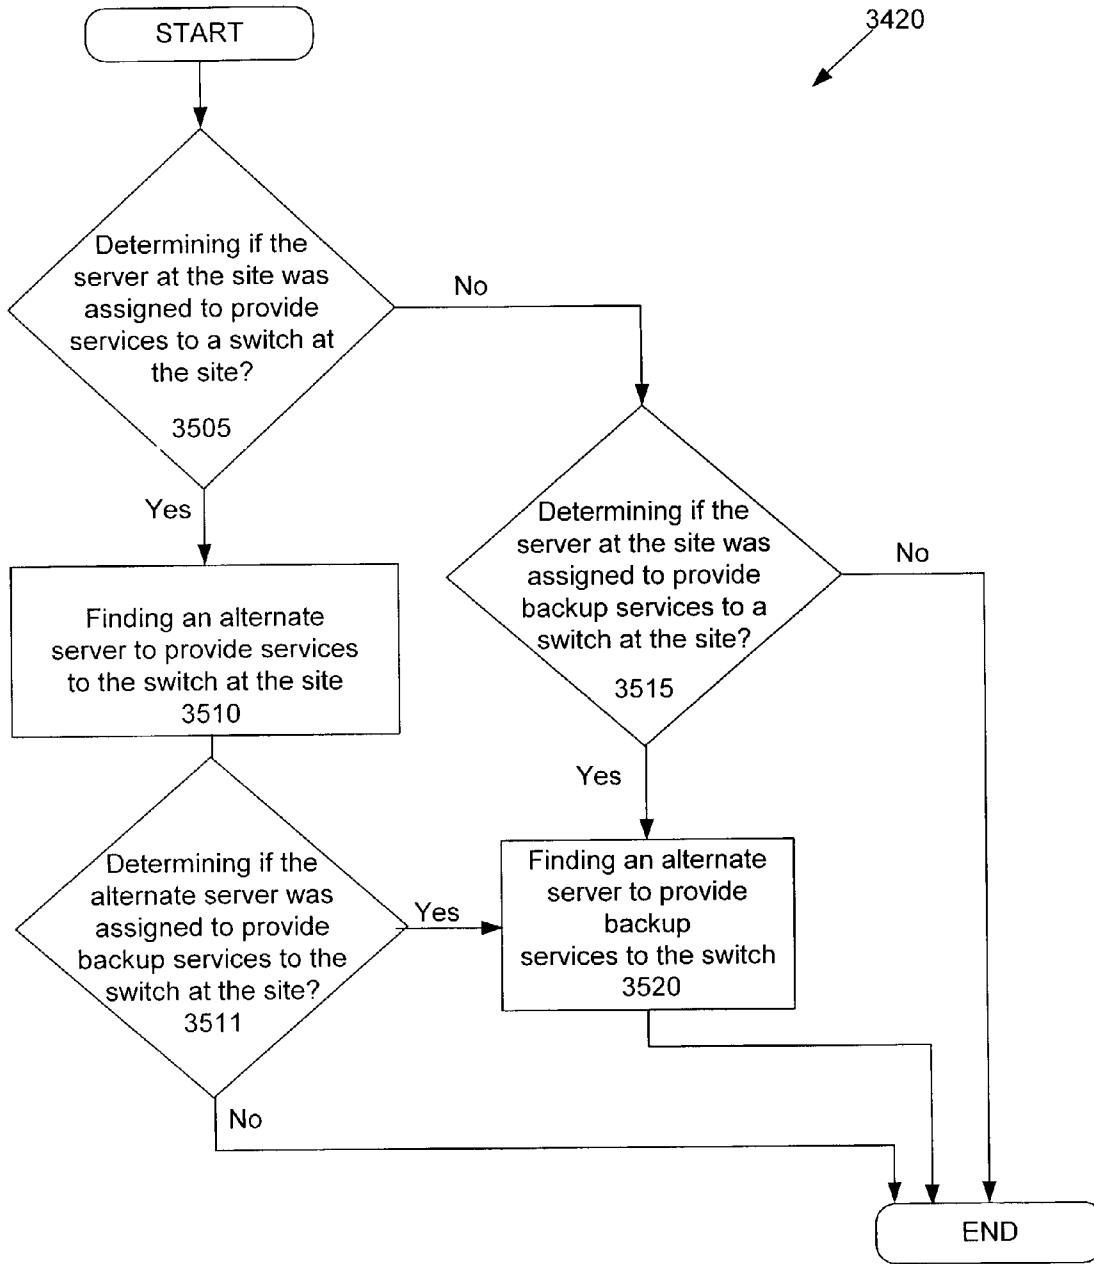 START
3420
Determining if the
server at the site was
assigned to provide
services to a switch at
the site?
3505
No
Yes
Determining if the
server at the site was
assigned to provide
backup services to a
switch at the site?
3515
No
Finding an alternate
server to provide services
to the switch at the site
3510
Yes
Determining if the
alternate server was
assigned to provide
backup services to the
switch at the site?
3511
Yes
Finding an alternate
server to provide
backup
services to the switch
3520
No
END